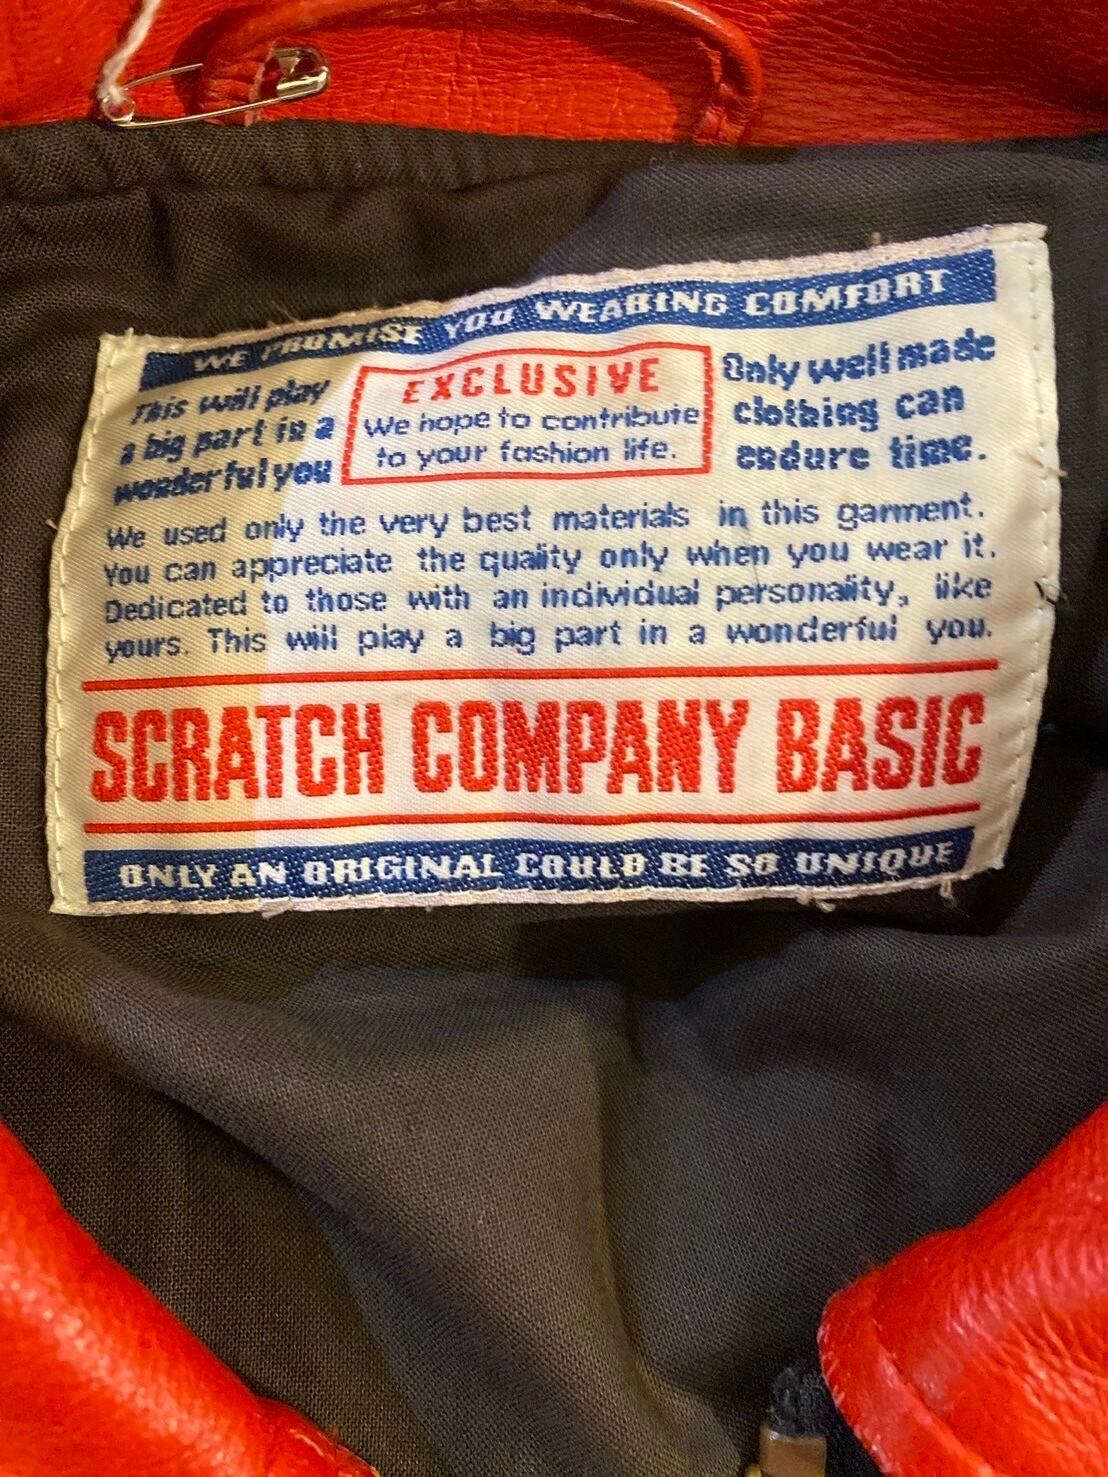 WE PROMISE YOU WEARING COMFORT
This will play
a big part in a
wonderful you
EXCLUSIVE
We hope to contribute
to your fashion life.
Only well made
clothing can
endure time.
We used only the very best materials in this garment.
You can appreciate the quality only when you wear it.
Dedicated to those with an individual personality, like
yours. This will play a big part in a wonderful you.
SCRATCH COMPANY BASIC
ONLY AN ORIGINAL COULD BE SO UNIQUE